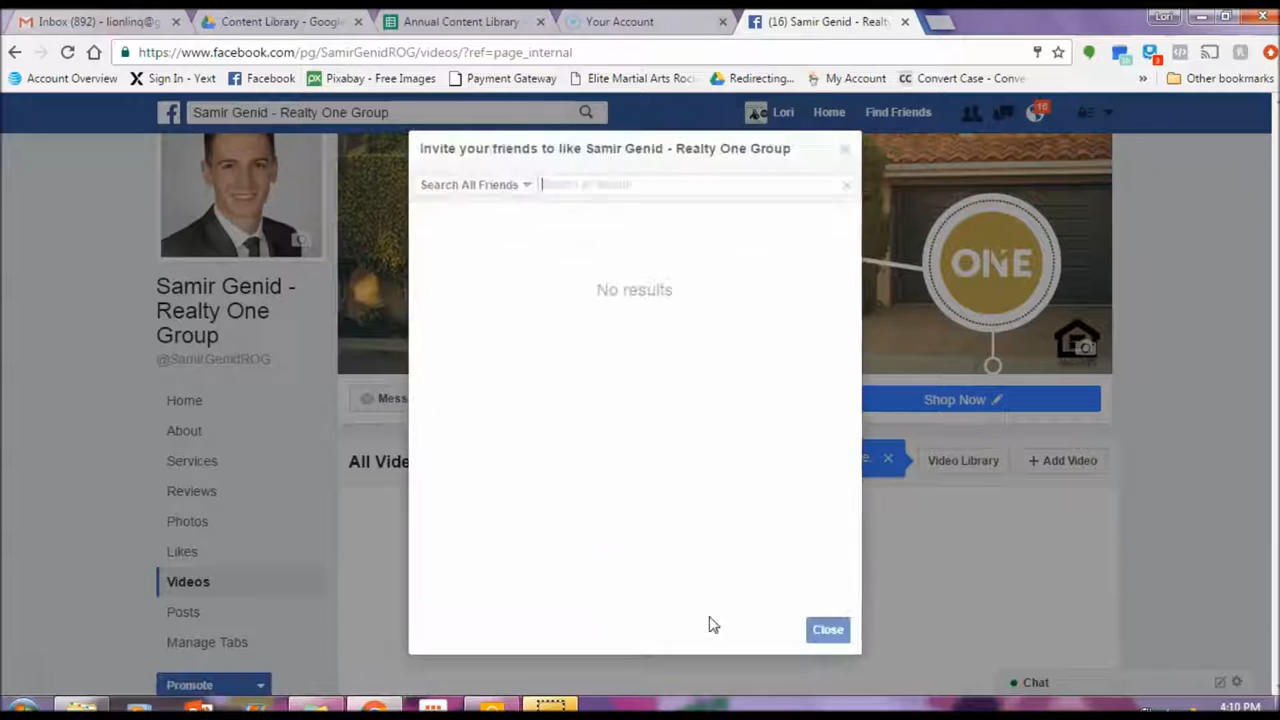 Inbox (892) - lionlinq@g
Content Library - Google
Annual Content Library -
Your Account
(16) Samir Genid - Realt
Lori
https://www.facebook.com/pg/SamirGenidROG/videos/?ref=page_internal
Account Overview
Sign In - Yext
Facebook
Pixabay - Free Images
Payment Gateway
Elite Martial Arts Roc
Redirecting...
My Account
CC Convert Case - Conve
»
Other bookmarks
Samir Genid - Realty One Group
Lori
Home
Find Friends
16
Invite your friends to like Samir Genid - Realty One Group
Search All Friends
No results
ONE
Samir Genid -
Realty One
Group
@SamirGenidROG
Home
About
Services
Reviews
Photos
Likes
Videos
Posts
Manage Tabs
Promote
Mess
Shop Now
All Vide
e.
Video Library
+ Add Video
Close
Chat
4:10 PM